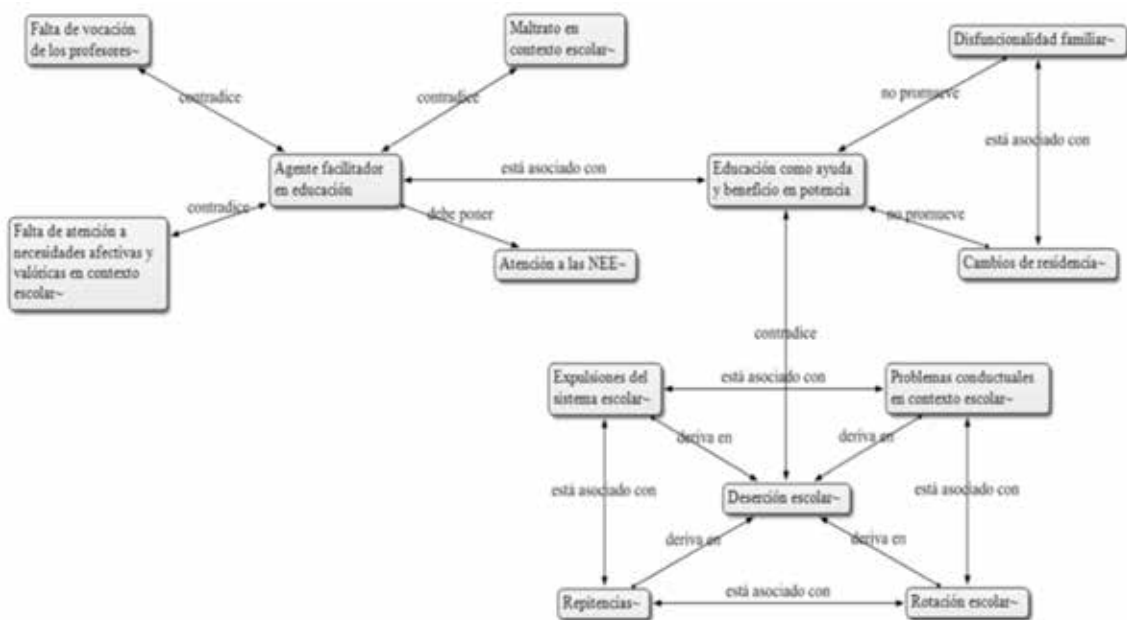 Falta de vocación
de los profesores~
Maltrato en
contexto escolar~
Disfuncionalidad familiar~
contradice
contradice
no promueve
está asociado con
Agente facilitador
en educación
está asociado con
Educación como ayuda
y beneficio en potencia
contradice
debe poner
no promueve
Falta de atención a
necesidades afectivas y
valóricas en contexto
escolar~
Atención a las NEE~
Cambios de residencia~
contradice
Expulsiones del
sistema escolar~
está asociado con
Problemas conductuales
en contexto escolar~
deriva en
deriva en
está asociado con
Deserción escolar~
está asociado con
deriva en
deriva en
Repitencias~
está asociado con
Rotación escolar~